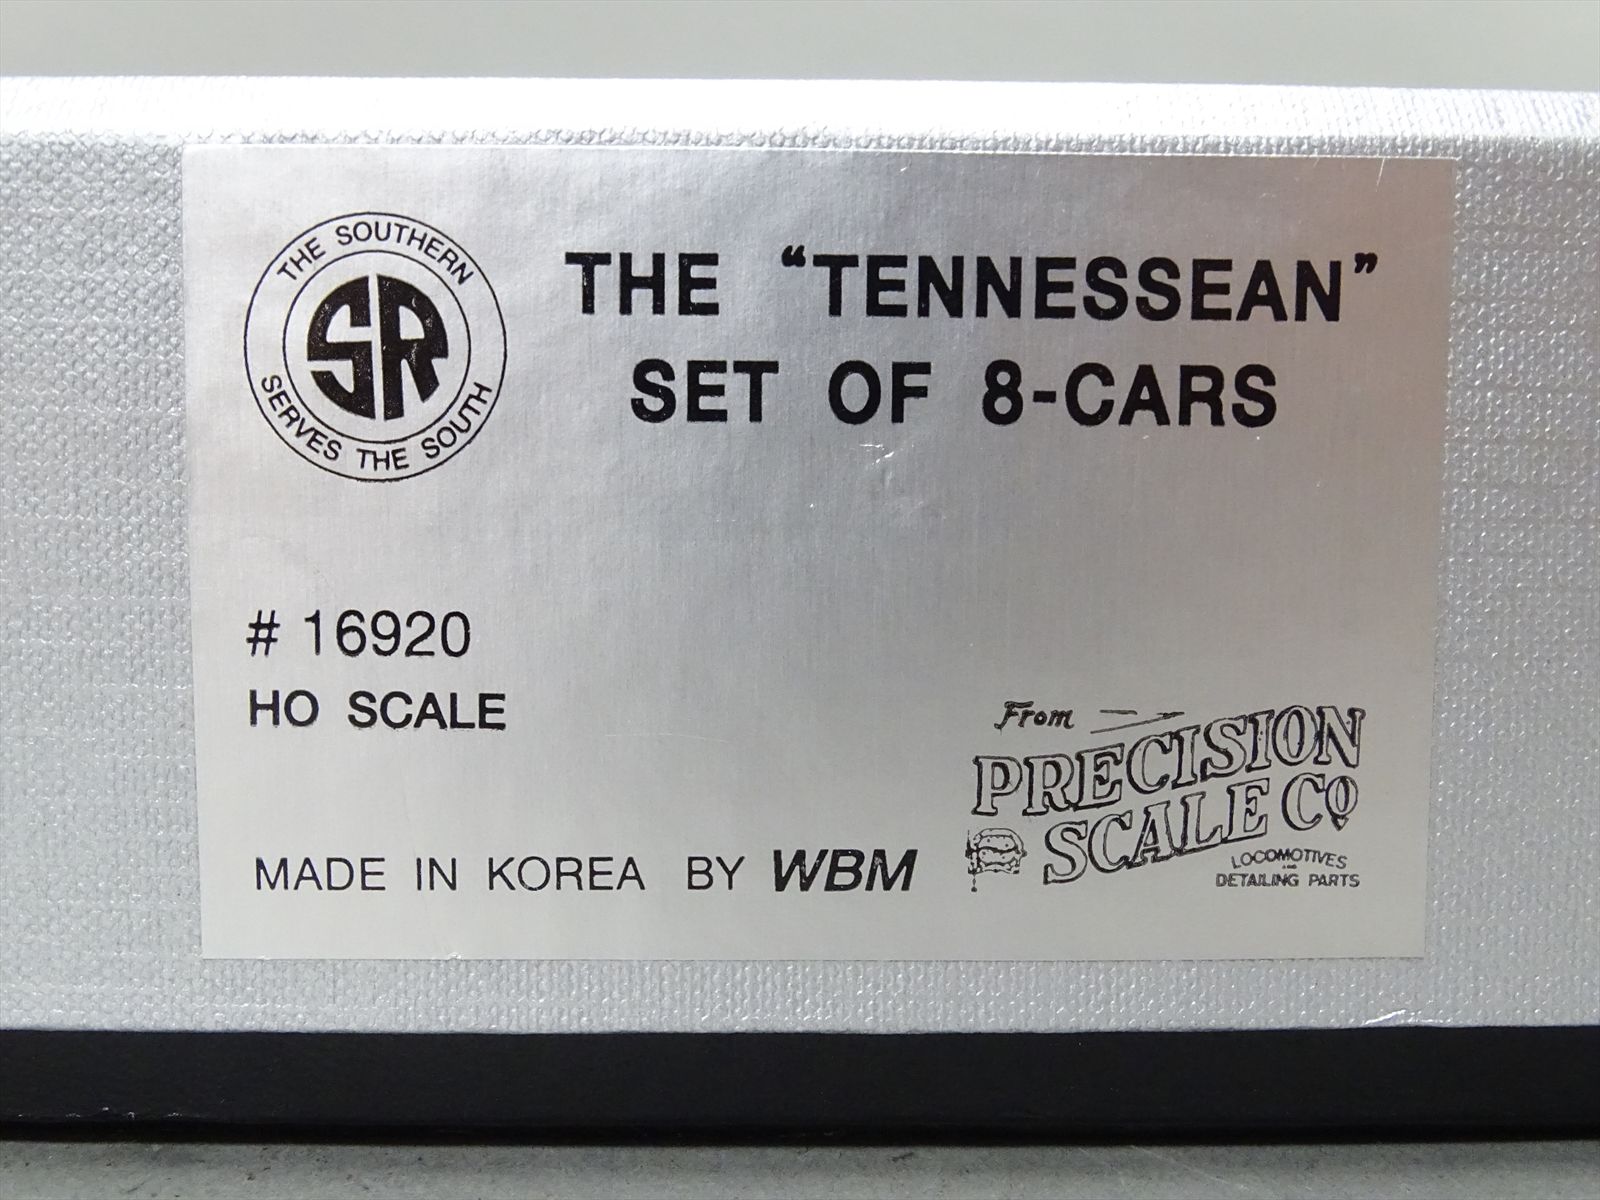 THE SOUTHERN
SR
SERVES THE SOUTH
THE “TENNESSEAN”
SET OF 8-CARS
# 16920
HO SCALE
MADE IN KOREA BY WBM
From
PRECISION
SCALE CO
LOCOMOTIVES
AND
DETAILING PARTS